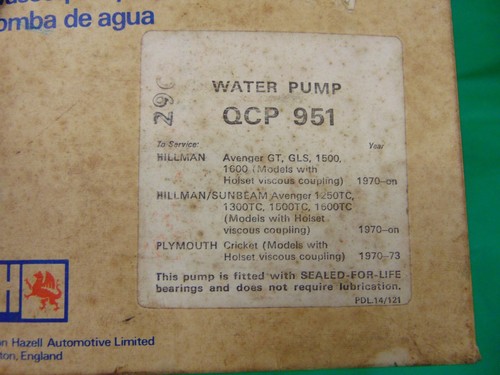 omba de agua
29C
WATER PUMP
QCP 951
To Service: Year
HILLMAN Avenger GT, GLS, 1500,
1600 (Models with
Holset viscous coupling) 1970-on
HILLMAN/SUNBEAM Avenger 1250TC,
1300TC, 1500TC, 1600TC
(Models with Holset
viscous coupling) 1970-on
PLYMOUTH Cricket (Models with
Holset viscous coupling) 1970-73
This pump is fitted with SEALED-FOR-LIFE
bearings and does not require lubrication.
PDL 14/121
H
on Hazell Automotive Limited
ton, England